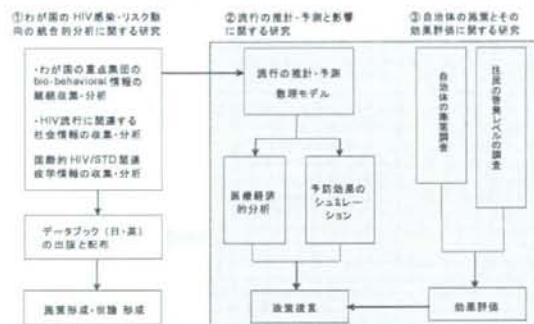 ①わが国のHIV感染・リスク動
向の統合的分析に関する研究
・わが国の重点集団の
bio-behavioral情報の
継続収集・分析
・HIV流行に関連する
社会情報の収集・分析
国際的HIV/STD関連
疫学情報の収集・分析
データブック（日・英）
の出版と配布
施策形成・世論 形成
②流行の推計・予測と影響
に関する研究
流行の推計・予測
数理モデル
医療経済
的分析
予防効果の
シュミレー
ション
政策提言
③自治体の施策とその
効果評価に関する研究
自治体の施策調査
住民の啓発レベルの調査
効果評価